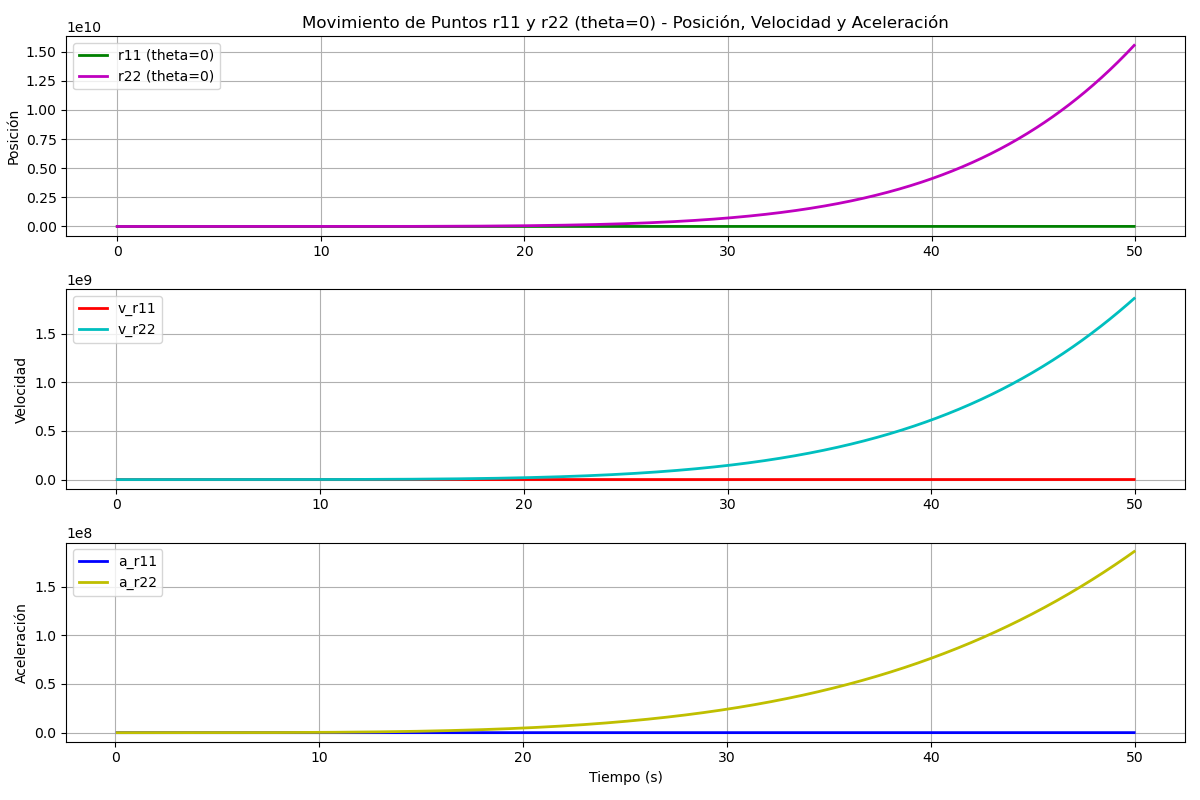 Movimiento de Puntos r11 y r22 (theta=0) - Posición, Velocidad y Aceleración
1e10
r11 (theta=0)
r22 (theta=0)
Posición
1.50
1.25
1.00
0.75
0.50
0.25
0.00
0 10 20 30 40 50
1e9
v_r11
v_r22
Velocidad
1.5
1.0
0.5
0.0
0 10 20 30 40 50
1e8
a_r11
a_r22
Aceleración
1.5
1.0
0.5
0.0
0 10 20 30 40 50
Tiempo (s)